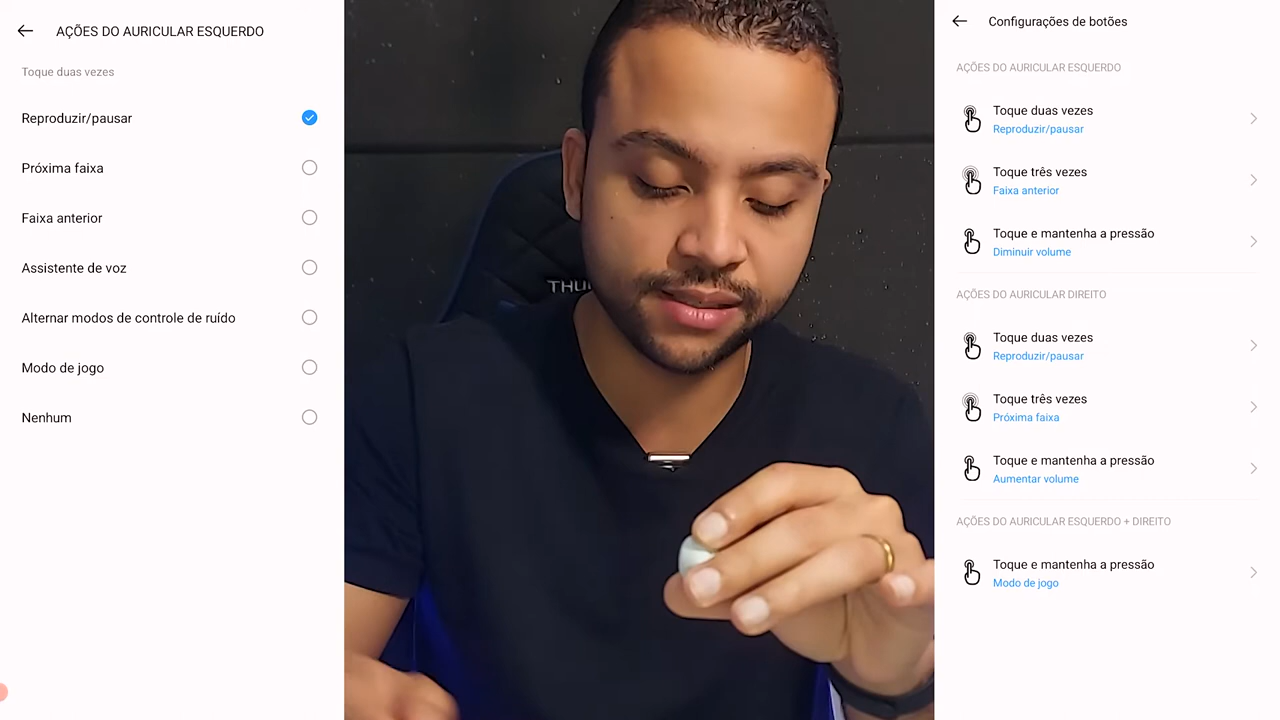 AÇÕES DO AURICULAR ESQUERDO
Toque duas vezes
Reproduzir/pausar
Próxima faixa
Faixa anterior
Assistente de voz
Alternar modos de controle de ruído
Modo de jogo
Nenhum
Configurações de botões
AÇÕES DO AURICULAR ESQUERDO
Toque duas vezes
Reproduzir/pausar
Toque três vezes
Faixa anterior
Toque e mantenha a pressão
Diminuir volume
AÇÕES DO AURICULAR DIREITO
Toque duas vezes
Reproduzir/pausar
Toque três vezes
Próxima faixa
Toque e mantenha a pressão
Aumentar volume
AÇÕES DO AURICULAR ESQUERDO + DIREITO
Toque e mantenha a pressão
Modo de jogo